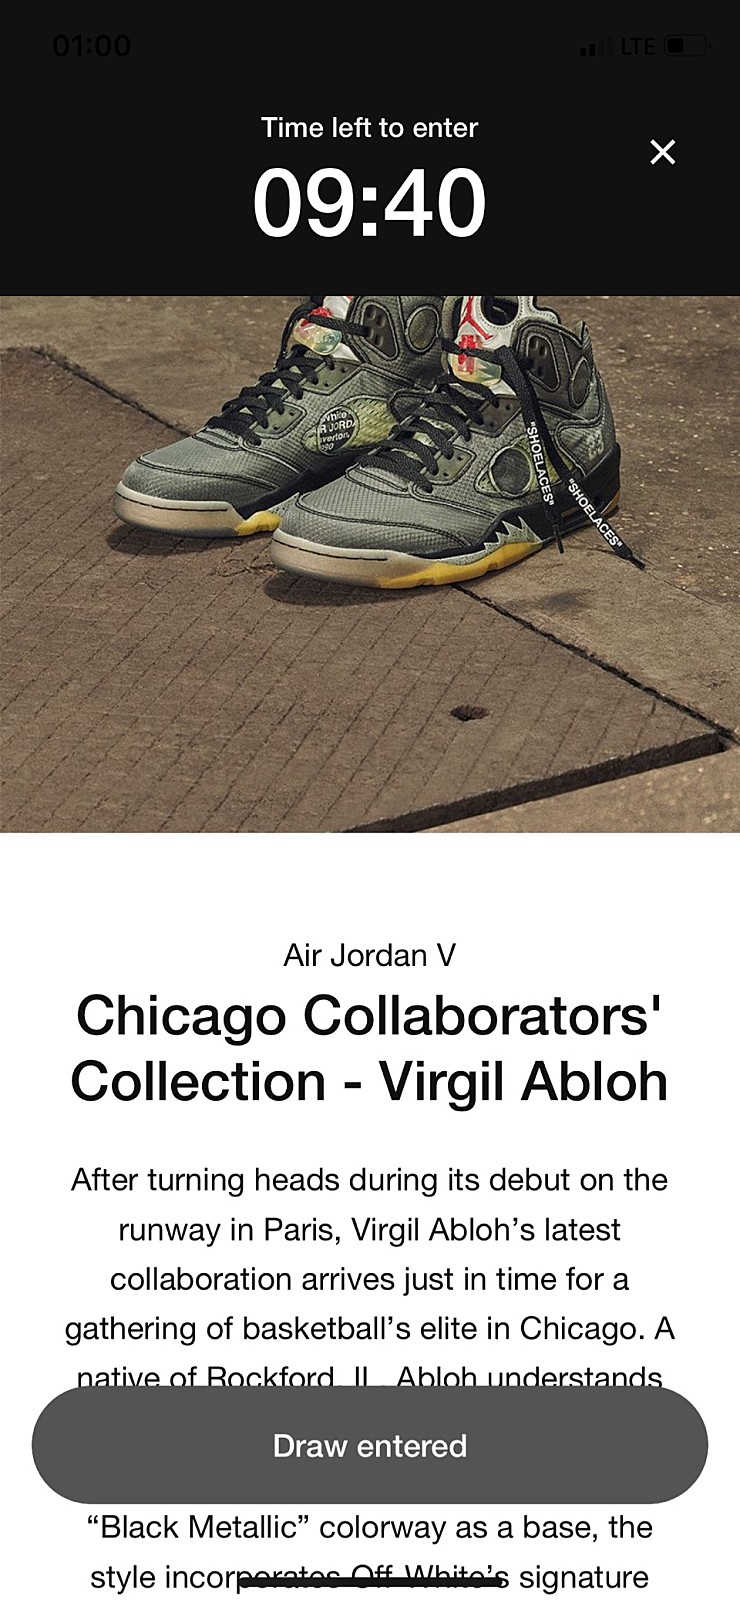 01:00
LTE
Time left to enter
09:40
White
R JORDA
verton
"SHOELACES"
"SHOELACES"
Air Jordan V
Chicago Collaborators'
Collection - Virgil Abloh
After turning heads during its debut on the
runway in Paris, Virgil Abloh’s latest
collaboration arrives just in time for a
gathering of basketball’s elite in Chicago. A
native of Rockford, IL, Abloh understands
Draw entered
“Black Metallic” colorway as a base, the
style incorporates Off-White’s signature